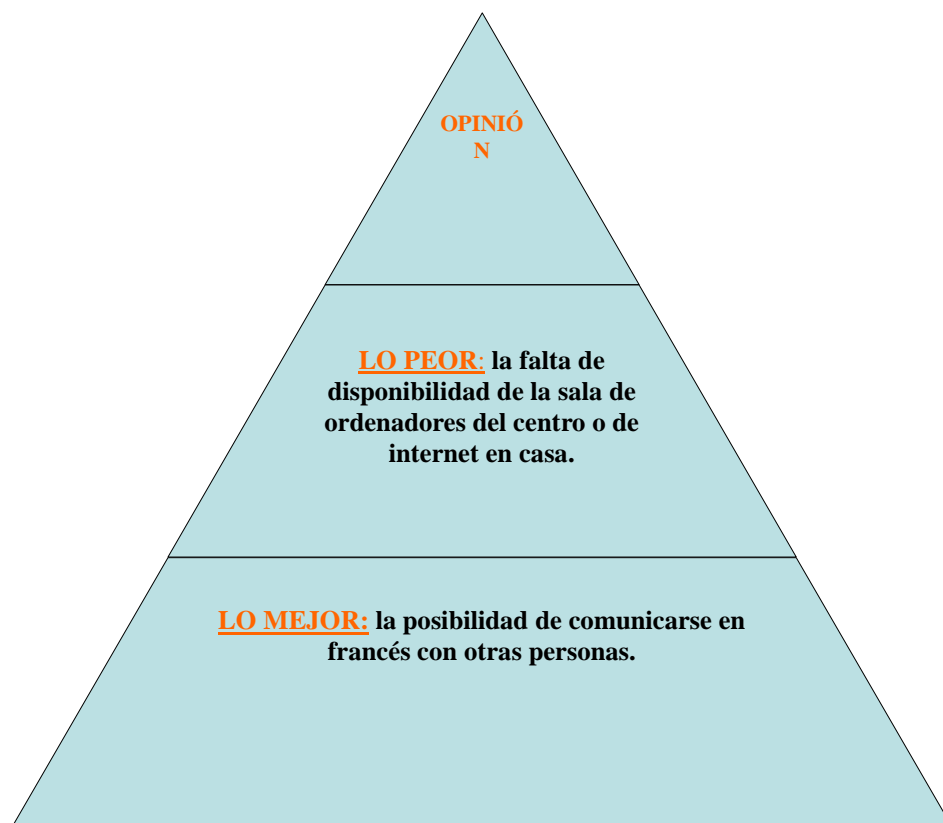 OPINIÓ
N
LO PEOR: la falta de
disponibilidad de la sala de
ordenadores del centro o de
internet en casa.
LO MEJOR: la posibilidad de comunicarse en
francés con otras personas.